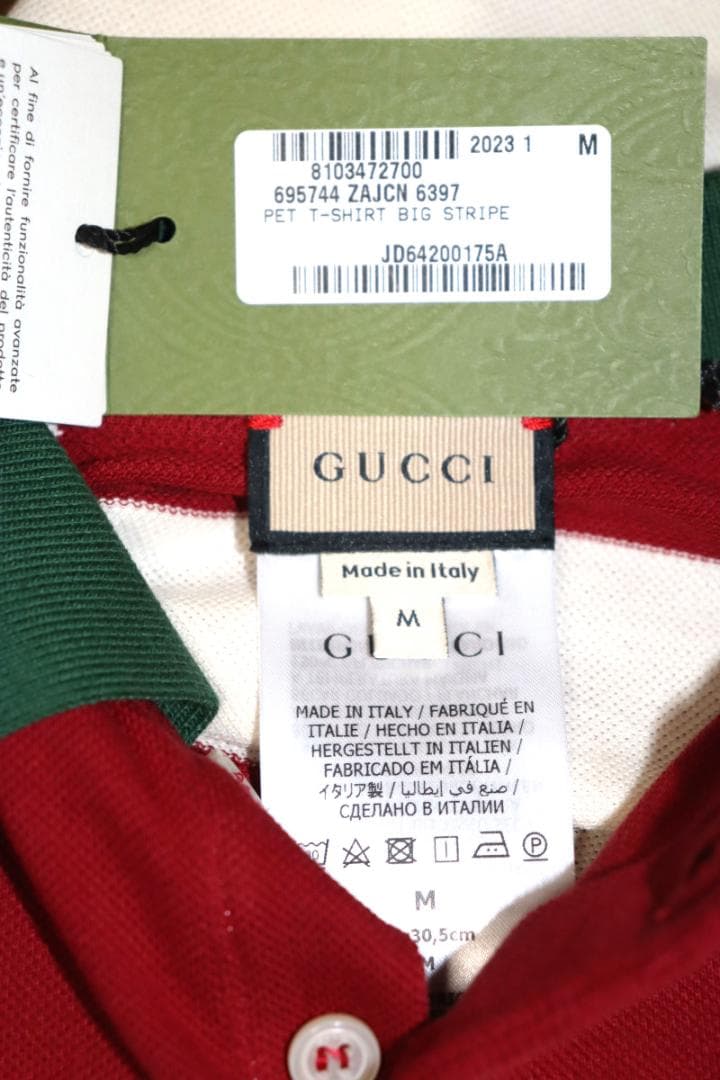 Al fine di fornire funzionalità avanzate
per certificare l'autenticità del prodotto
2023 1 M
8103472700
695744 ZAJCN 6397
PET T-SHIRT BIG STRIPE
JD64200175A
GUCCI
Made in Italy
M
GUCCI
MADE IN ITALY / FABRIQUÉ EN
ITALIE / HECHO EN ITALIA /
HERGESTELLT IN ITALIEN /
FABRICADO EM ITÁLIA /
イタリア製 / صنع في إيطاليا /
СДЕЛАНО В ИТАЛИИ
P
M
30,5cm
M